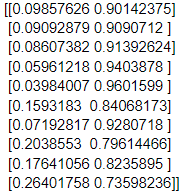 [[0.09857626 0.90142375]
[0.09092879 0.9090712 ]
[0.08607382 0.91392624]
[0.05961218 0.9403878 ]
[0.03984007 0.9601599 ]
[0.1593183 0.84068173]
[0.07192817 0.9280718 ]
[0.2038553 0.79614466]
[0.17641056 0.8235895 ]
[0.26401758 0.73598236]]